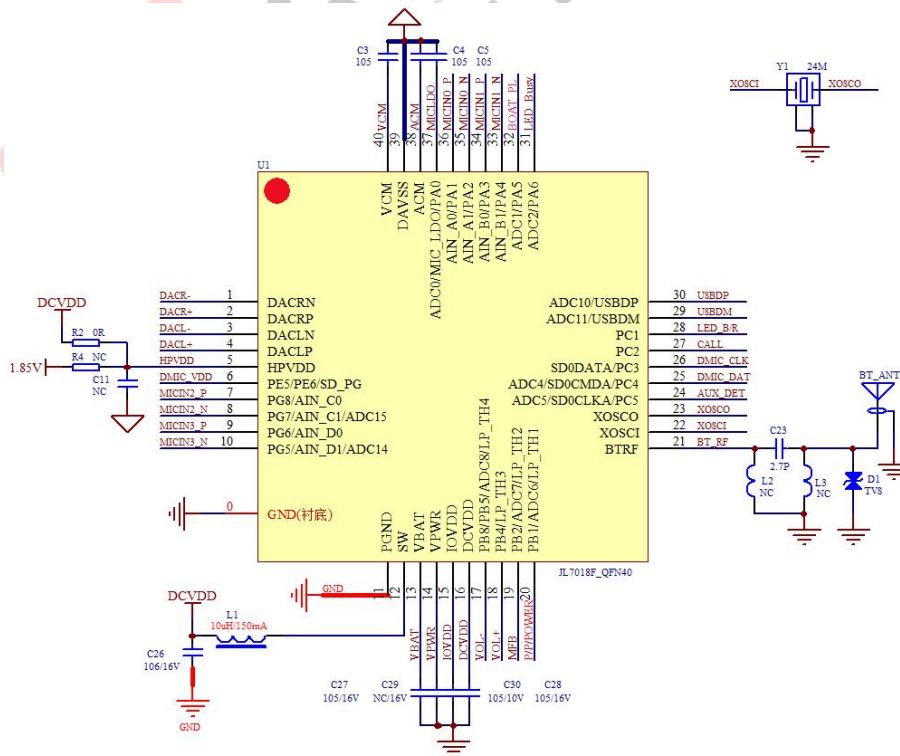 C3
105
C4
105
C5
105
VCM
ACM
MICLDO
MICIN0_P
MICIN0_N
MICIN1_P
MICIN1_N
BOAT_PL
LED_Busy
40
39
38
37
36
35
34
33
32
31
Y1 24M
XOSCI
XOSCO
U1
VCM
DAVSS
ACM
ADC0/MIC_LDO/PA0
AIN_A0/PA1
AIN_A1/PA2
AIN_B0/PA3
AIN_B1/PA4
ADC1/PA5
ADC2/PA6
DACR- 1 DACRN
DACR+ 2 DACRP
DACL- 3 DACLN
DACL+ 4 DACLP
HPVDD 5 HPVDD
DMIC_VDD 6 PE5/PE6/SD_PG
MICIN2_P 7 PG8/AIN_C0
MICIN2_N 8 PG7/AIN_C1/ADC15
MICIN3_P 9 PG6/AIN_D0
MICIN3_N 10 PG5/AIN_D1/ADC14
0 GND(衬底)
DCVDD
R2 0R
R4 NC
1.85V
C11
NC
ADC10/USBDP 30 USBDP
ADC11/USBDM 29 USBDM
PC1 28 LED_B/R
PC2 27 CALL
SD0DATA/PC3 26 DMIC_CLK
ADC4/SD0CMDA/PC4 25 DMIC_DAT
ADC5/SD0CLKA/PC5 24 AUX_DET
XOSCO 23 XOSCO
XOSCI 22 XOSCI
BTRF 21 BT_RF
BT_ANT
C23
2.7P
L2
NC
L3
NC
D1
TVS
PGND
SW
VBAT
VPWR
IOVDD
DCVDD
PB8/PB5/ADC8/LP_TH4
PB4/LP_TH3
PB2/ADC7/LP_TH2
PB1/ADC6/LP_TH1
JL7018F_QFN40
11
12
13
14
15
16
17
18
19
20
GND
VBAT
VPWR
IOVDD
DCVDD
VOL-
VOL+
MFB
P/P/POWER
DCVDD
L1
10uH/150mA
C26
106/16V
GND
C27
105/16V
C29
NC/16V
C30
105/10V
C28
105/16V